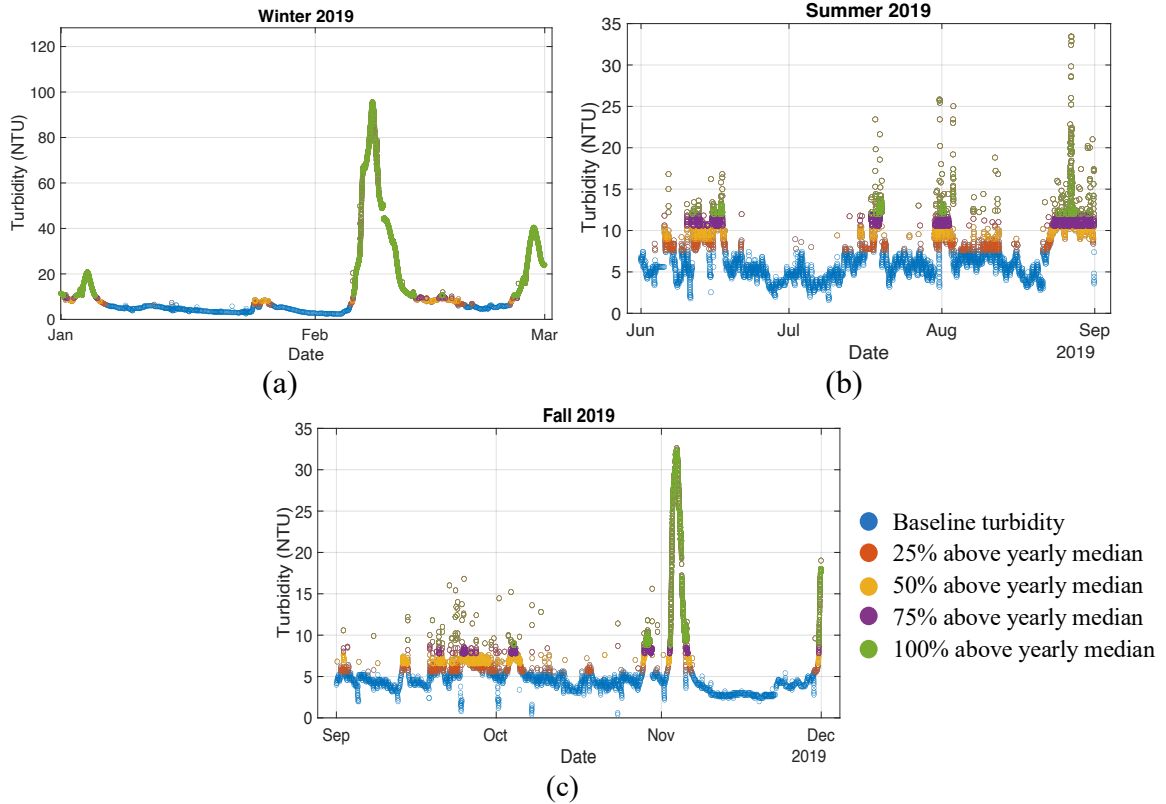 Winter 2019
Turbidity (NTU)
120
100
80
60
40
20
0
Jan
Feb
Mar
Date
(a)
Summer 2019
Turbidity (NTU)
35
30
25
20
15
10
5
0
Jun
Jul
Aug
Sep
Date
2019
(b)
Fall 2019
Turbidity (NTU)
35
30
25
20
15
10
5
0
Sep
Oct
Nov
Dec
Date
2019
(c)
Baseline turbidity
25% above yearly median
50% above yearly median
75% above yearly median
100% above yearly median